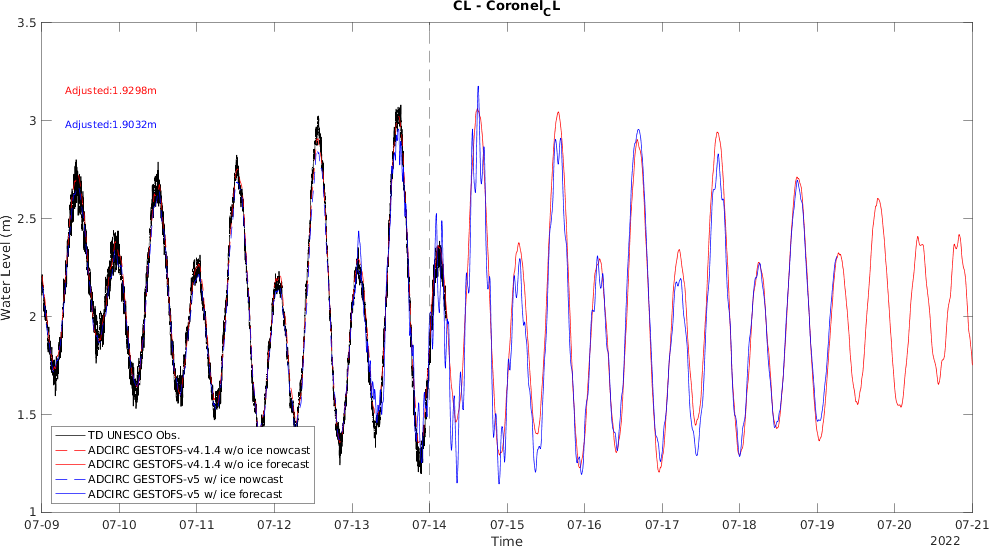 CL - Coronel_CL
3.5
Adjusted:1.9298m
3
Adjusted:1.9032m
2.5
Water Level (m)
2
1.5
TD UNESCO Obs.
ADCIRC GESTOFS-v4.1.4 w/o ice nowcast
ADCIRC GESTOFS-v4.1.4 w/o ice forecast
ADCIRC GESTOFS-v5 w/ ice nowcast
ADCIRC GESTOFS-v5 w/ ice forecast
1
07-09 07-10 07-11 07-12 07-13 07-14 07-15 07-16 07-17 07-18 07-19 07-20 07-21
Time
2022